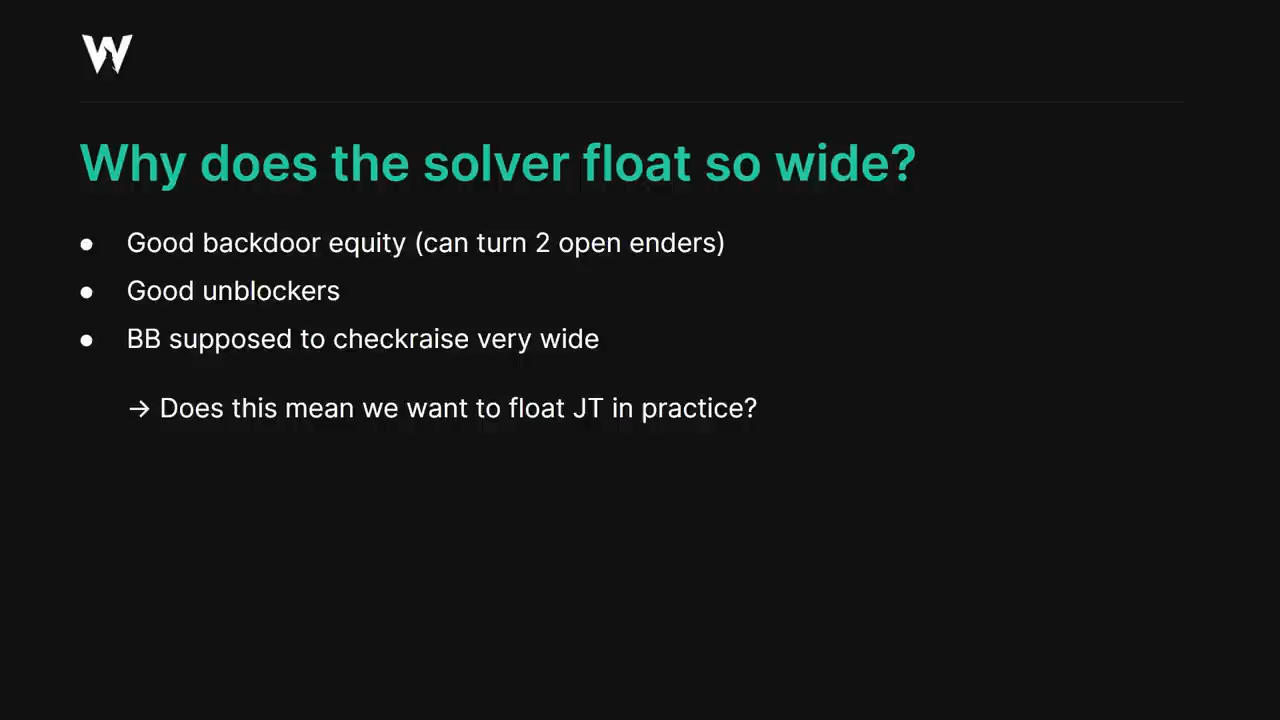 W
Why does the solver float so wide?
● Good backdoor equity (can turn 2 open enders)
● Good unblockers
● BB supposed to checkraise very wide
→ Does this mean we want to float JT in practice?